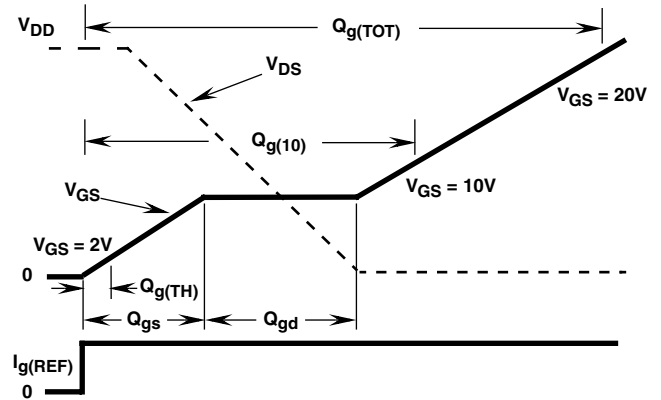 V_DD
Q_g(TOT)
V_DS
V_GS = 20V
Q_g(10)
V_GS
V_GS = 10V
V_GS = 2V
0
Q_g(TH)
Q_gs
Q_gd
I_g(REF)
0